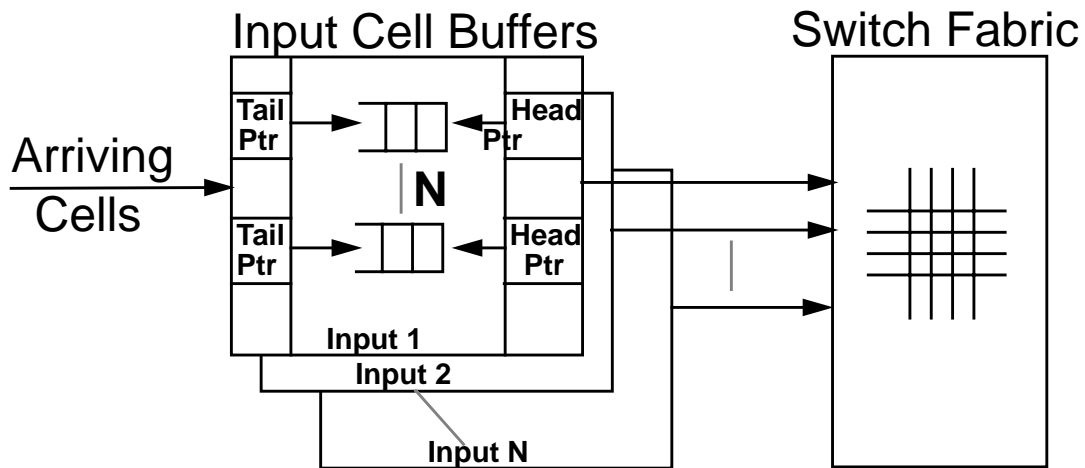 Input Cell Buffers
Switch Fabric
Tail
Ptr
Head
Ptr
Arriving
Cells
N
Tail
Ptr
Head
Ptr
Input 1
Input 2
Input N